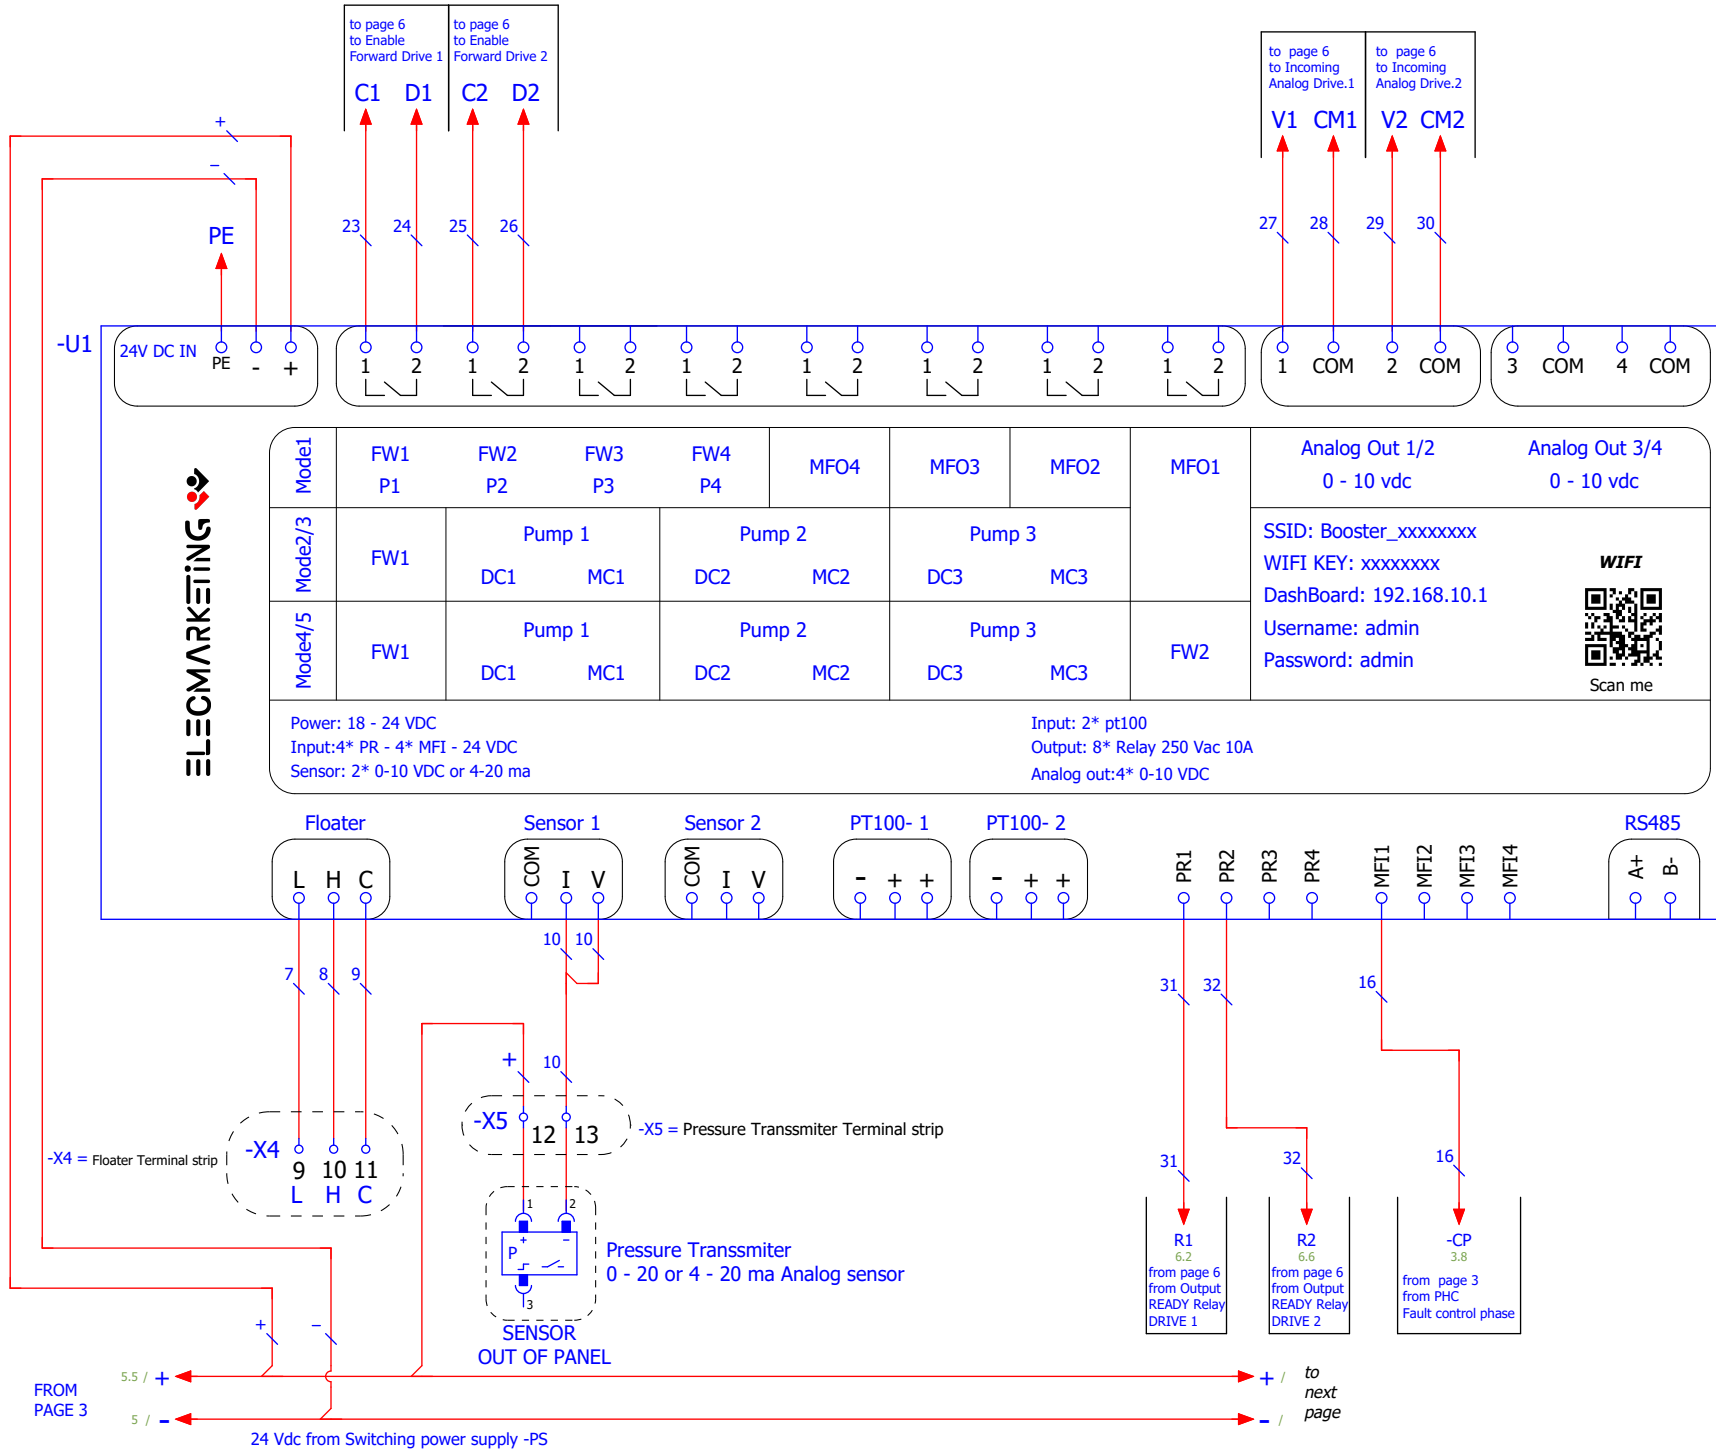 to page 6
to Enable
Forward Drive 1
to page 6
to Enable
Forward Drive 2
C1 D1 C2 D2
to page 6
to Incoming
Analog Drive.1
to page 6
to Incoming
Analog Drive.2
V1 CM1 V2 CM2
+
−
23 24 25 26
27 28 29 30
PE
-U1
24V DC IN PE - +
1 2 1 2 1 2 1 2 1 2 1 2 1 2 1 2
1 COM 2 COM 3 COM 4 COM
ELECMARKETiNG
Mode1
FW1 FW2 FW3 FW4
P1 P2 P3 P4
MFO4 MFO3 MFO2 MFO1
Analog Out 1/2
0 - 10 vdc
Analog Out 3/4
0 - 10 vdc
Mode2/3
FW1
Pump 1 Pump 2 Pump 3
DC1 MC1 DC2 MC2 DC3 MC3
Mode4/5
FW1
Pump 1 Pump 2 Pump 3
DC1 MC1 DC2 MC2 DC3 MC3
FW2
SSID: Booster_xxxxxxxx
WIFI KEY: xxxxxxxx
DashBoard: 192.168.10.1
Username: admin
Password: admin
WIFI
Scan me
Power: 18 - 24 VDC
Input:4* PR - 4* MFI - 24 VDC
Sensor: 2* 0-10 VDC or 4-20 ma
Input: 2* pt100
Output: 8* Relay 250 Vac 10A
Analog out:4* 0-10 VDC
Floater
L H C
Sensor 1
COM I V
Sensor 2
COM I V
PT100- 1
- + +
PT100- 2
- + +
PR1 PR2 PR3 PR4
MFI1 MFI2 MFI3 MFI4
RS485
A+ B-
7 8 9
10 10
31 32 16
+ 10
-X5 12 13
-X5 = Pressure Transsmiter Terminal strip
-X4 = Floater Terminal strip
-X4
9 10 11
L H C
31 32 16
1 2
+ −
P
3
Pressure Transsmiter
0 - 20 or 4 - 20 ma Analog sensor
SENSOR
OUT OF PANEL
R1
6.2
from page 6
from Output
READY Relay
DRIVE 1
R2
6.6
from page 6
from Output
READY Relay
DRIVE 2
-CP
3.8
from page 3
from PHC
Fault control phase
+ −
FROM
PAGE 3
5.5 / +
5 / -
+ /
- /
to
next
page
24 Vdc from Switching power supply -PS